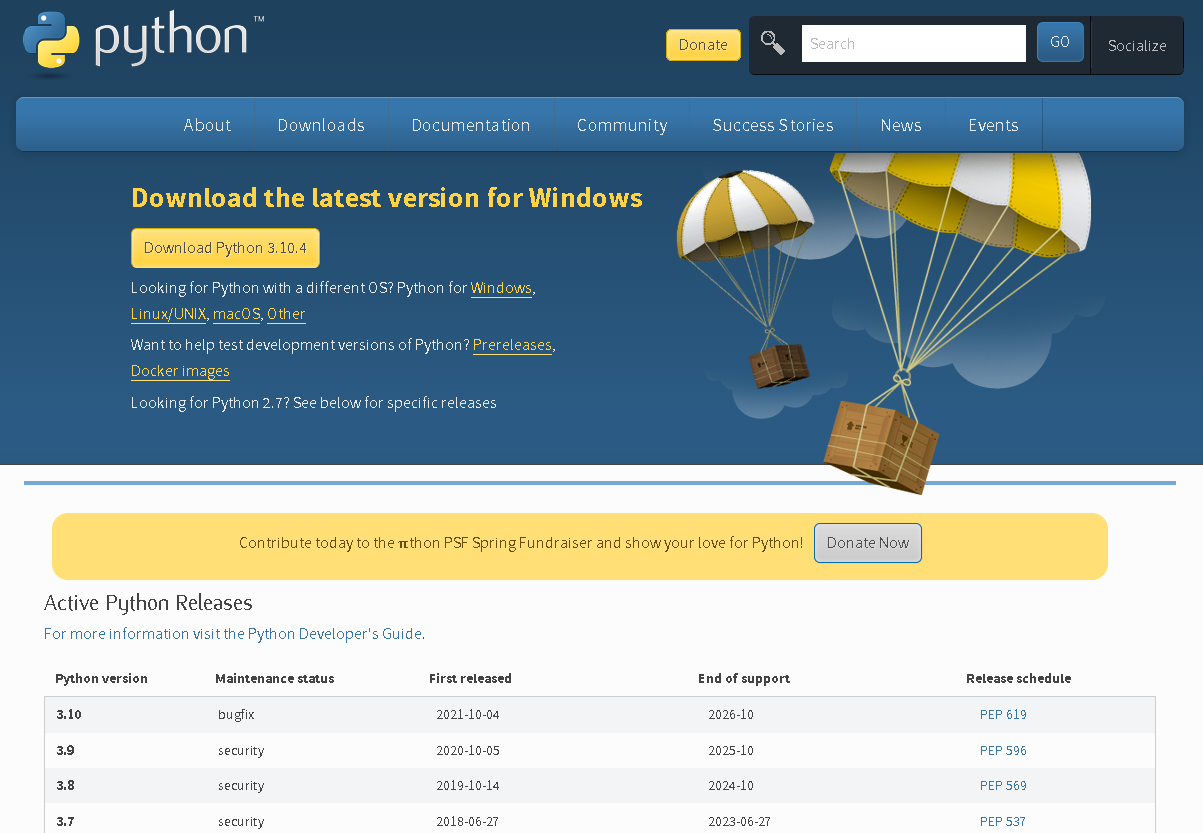 python™
Donate
Search
GO
Socialize
About Downloads Documentation Community Success Stories News Events
Download the latest version for Windows
Download Python 3.10.4
Looking for Python with a different OS? Python for Windows,
Linux/UNIX, macOS, Other
Want to help test development versions of Python? Prereleases,
Docker images
Looking for Python 2.7? See below for specific releases
Contribute today to the πthon PSF Spring Fundraiser and show your love for Python! Donate Now
Active Python Releases
For more information visit the Python Developer's Guide.
Python version Maintenance status First released End of support Release schedule
3.10 bugfix 2021-10-04 2026-10 PEP 619
3.9 security 2020-10-05 2025-10 PEP 596
3.8 security 2019-10-14 2024-10 PEP 569
3.7 security 2018-06-27 2023-06-27 PEP 537